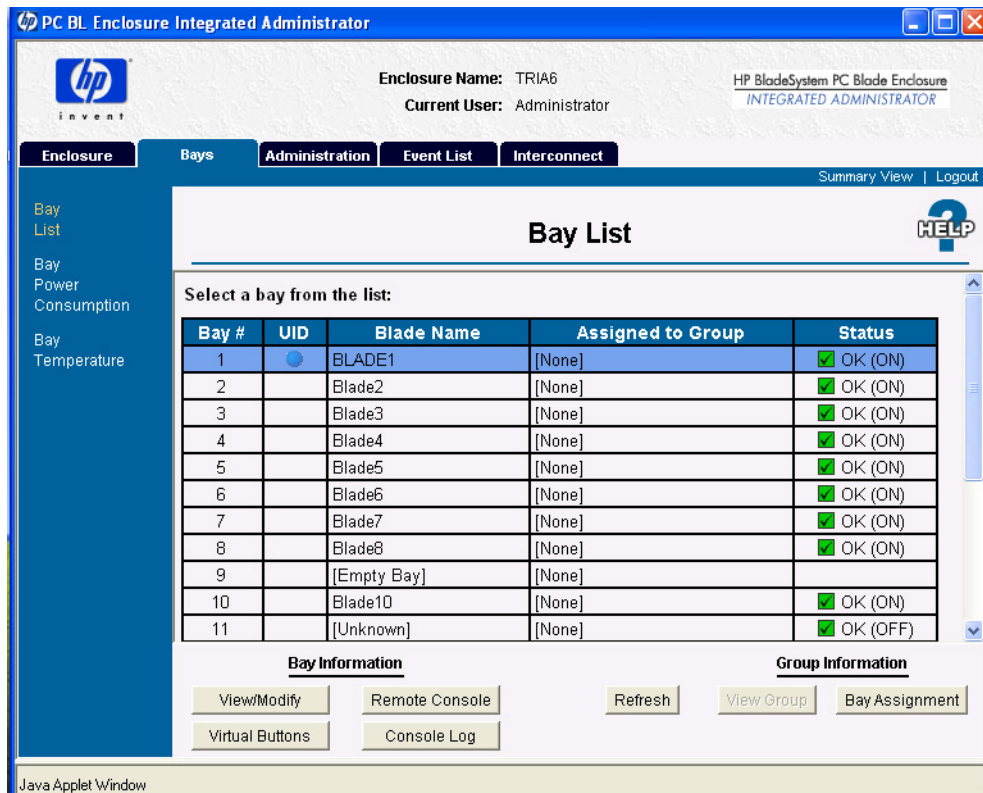 PC BL Enclosure Integrated Administrator
hp
invent
Enclosure Name: TRIA6
Current User: Administrator
HP BladeSystem PC Blade Enclosure
INTEGRATED ADMINISTRATOR
Enclosure Bays Administration Event List Interconnect
Summary View | Logout
Bay
List
Bay
Power
Consumption
Bay
Temperature
Bay List
HELP
Select a bay from the list:
Bay # UID Blade Name Assigned to Group Status
1 BLADE1 [None] OK (ON)
2 Blade2 [None] OK (ON)
3 Blade3 [None] OK (ON)
4 Blade4 [None] OK (ON)
5 Blade5 [None] OK (ON)
6 Blade6 [None] OK (ON)
7 Blade7 [None] OK (ON)
8 Blade8 [None] OK (ON)
9 [Empty Bay] [None]
10 Blade10 [None] OK (ON)
11 [Unknown] [None] OK (OFF)
Bay Information Group Information
View/Modify Remote Console Refresh View Group Bay Assignment
Virtual Buttons Console Log
Java Applet Window